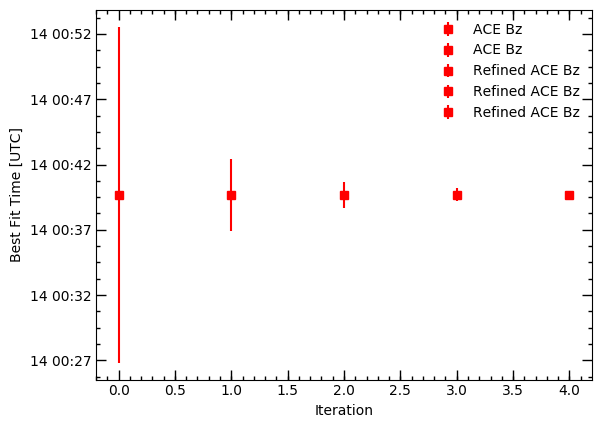 14 00:52
14 00:47
14 00:42
14 00:37
14 00:32
14 00:27
Best Fit Time [UTC]
ACE Bz
ACE Bz
Refined ACE Bz
Refined ACE Bz
Refined ACE Bz
0.0 0.5 1.0 1.5 2.0 2.5 3.0 3.5 4.0
Iteration